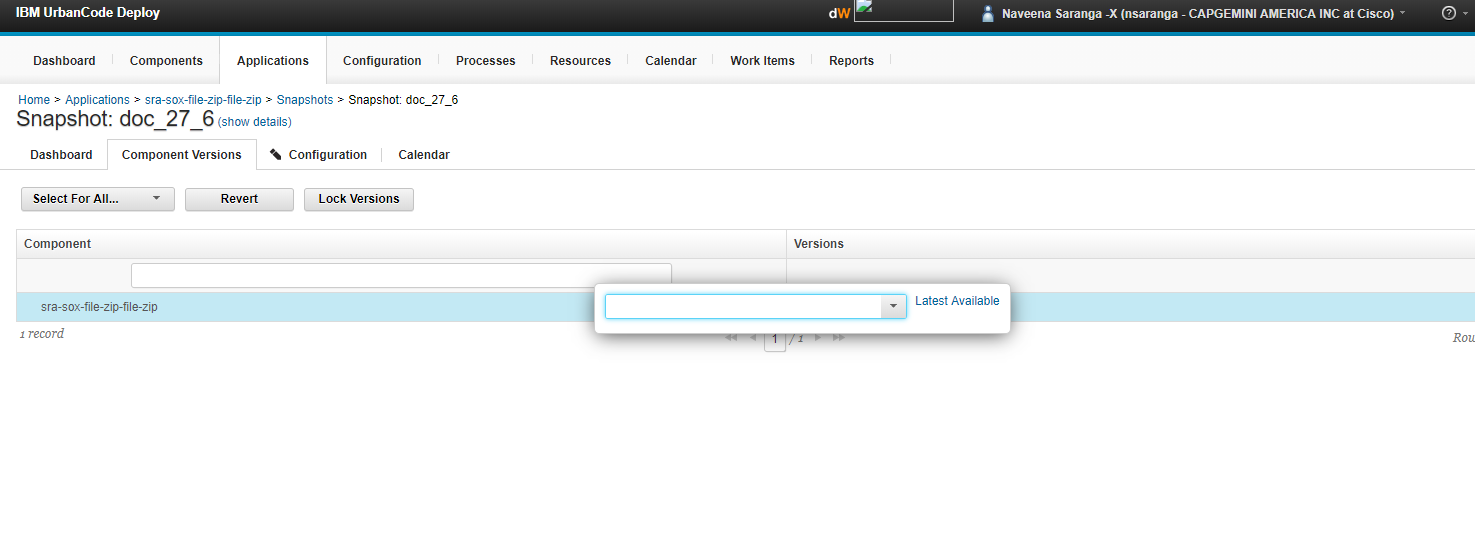 IBM UrbanCode Deploy
dW
Naveena Saranga -X (nsaranga - CAPGEMINI AMERICA INC at Cisco)
?
Dashboard Components Applications Configuration Processes Resources Calendar Work Items Reports
Home > Applications > sra-sox-file-zip-file-zip > Snapshots > Snapshot: doc_27_6
Snapshot: doc_27_6 (show details)
Dashboard Component Versions Configuration Calendar
Select For All... Revert Lock Versions
Component Versions
sra-sox-file-zip-file-zip Latest Available
1 record 1 / 1 Row